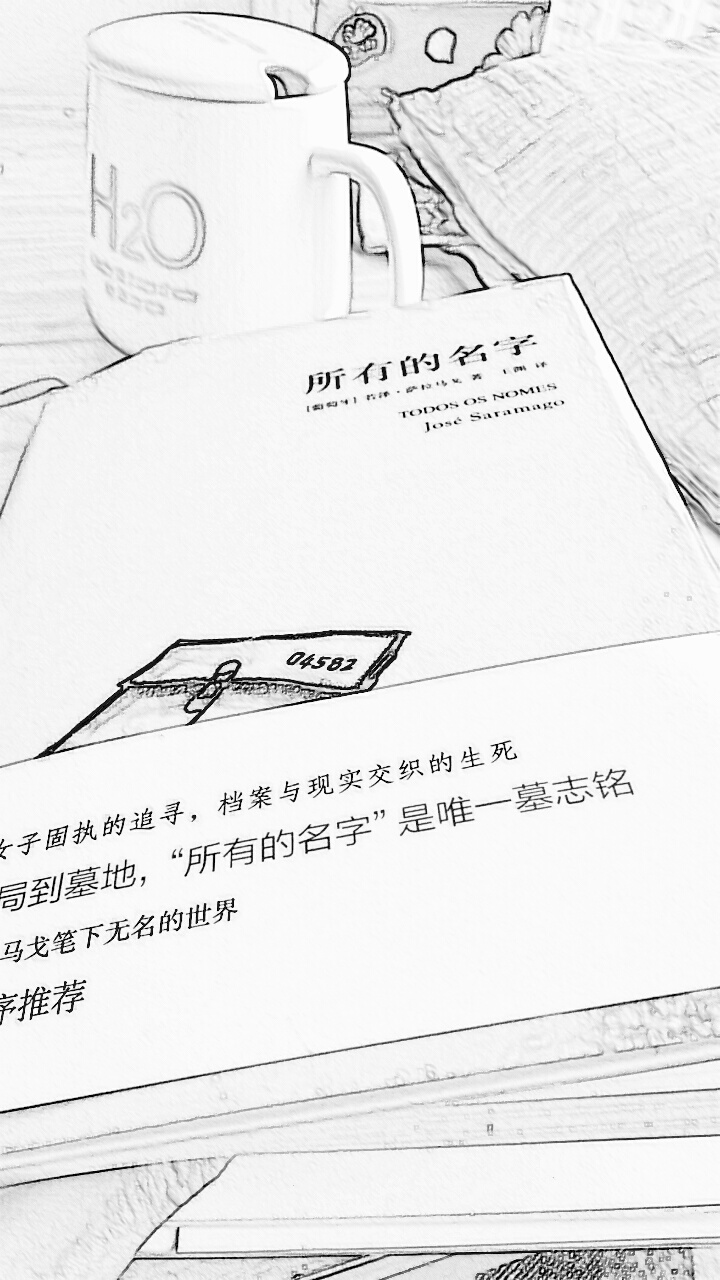 H2O
所有的名字
[葡萄牙] 若泽·萨拉马戈 著 王渊 译
TODOS OS NOMES
José Saramago
04582
女子固执的追寻，档案与现实交织的生死
局到墓地，“所有的名字”是唯一墓志铭
马戈笔下无名的世界
序推荐